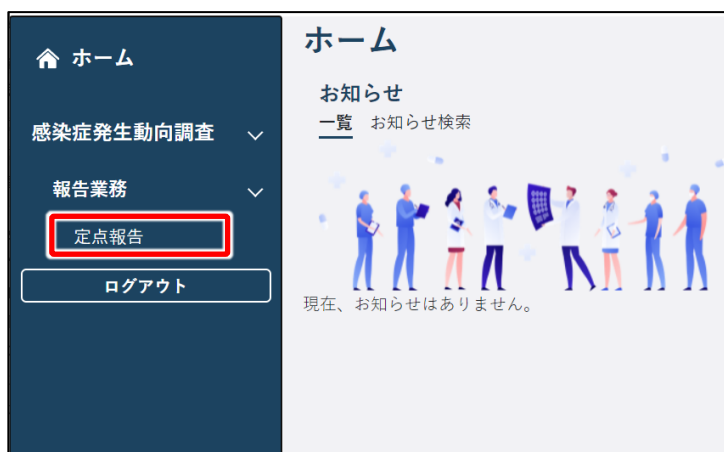 ホーム
感染症発生動向調査
報告業務
定点報告
ログアウト
ホーム
お知らせ
一覧 お知らせ検索
現在、お知らせはありません。